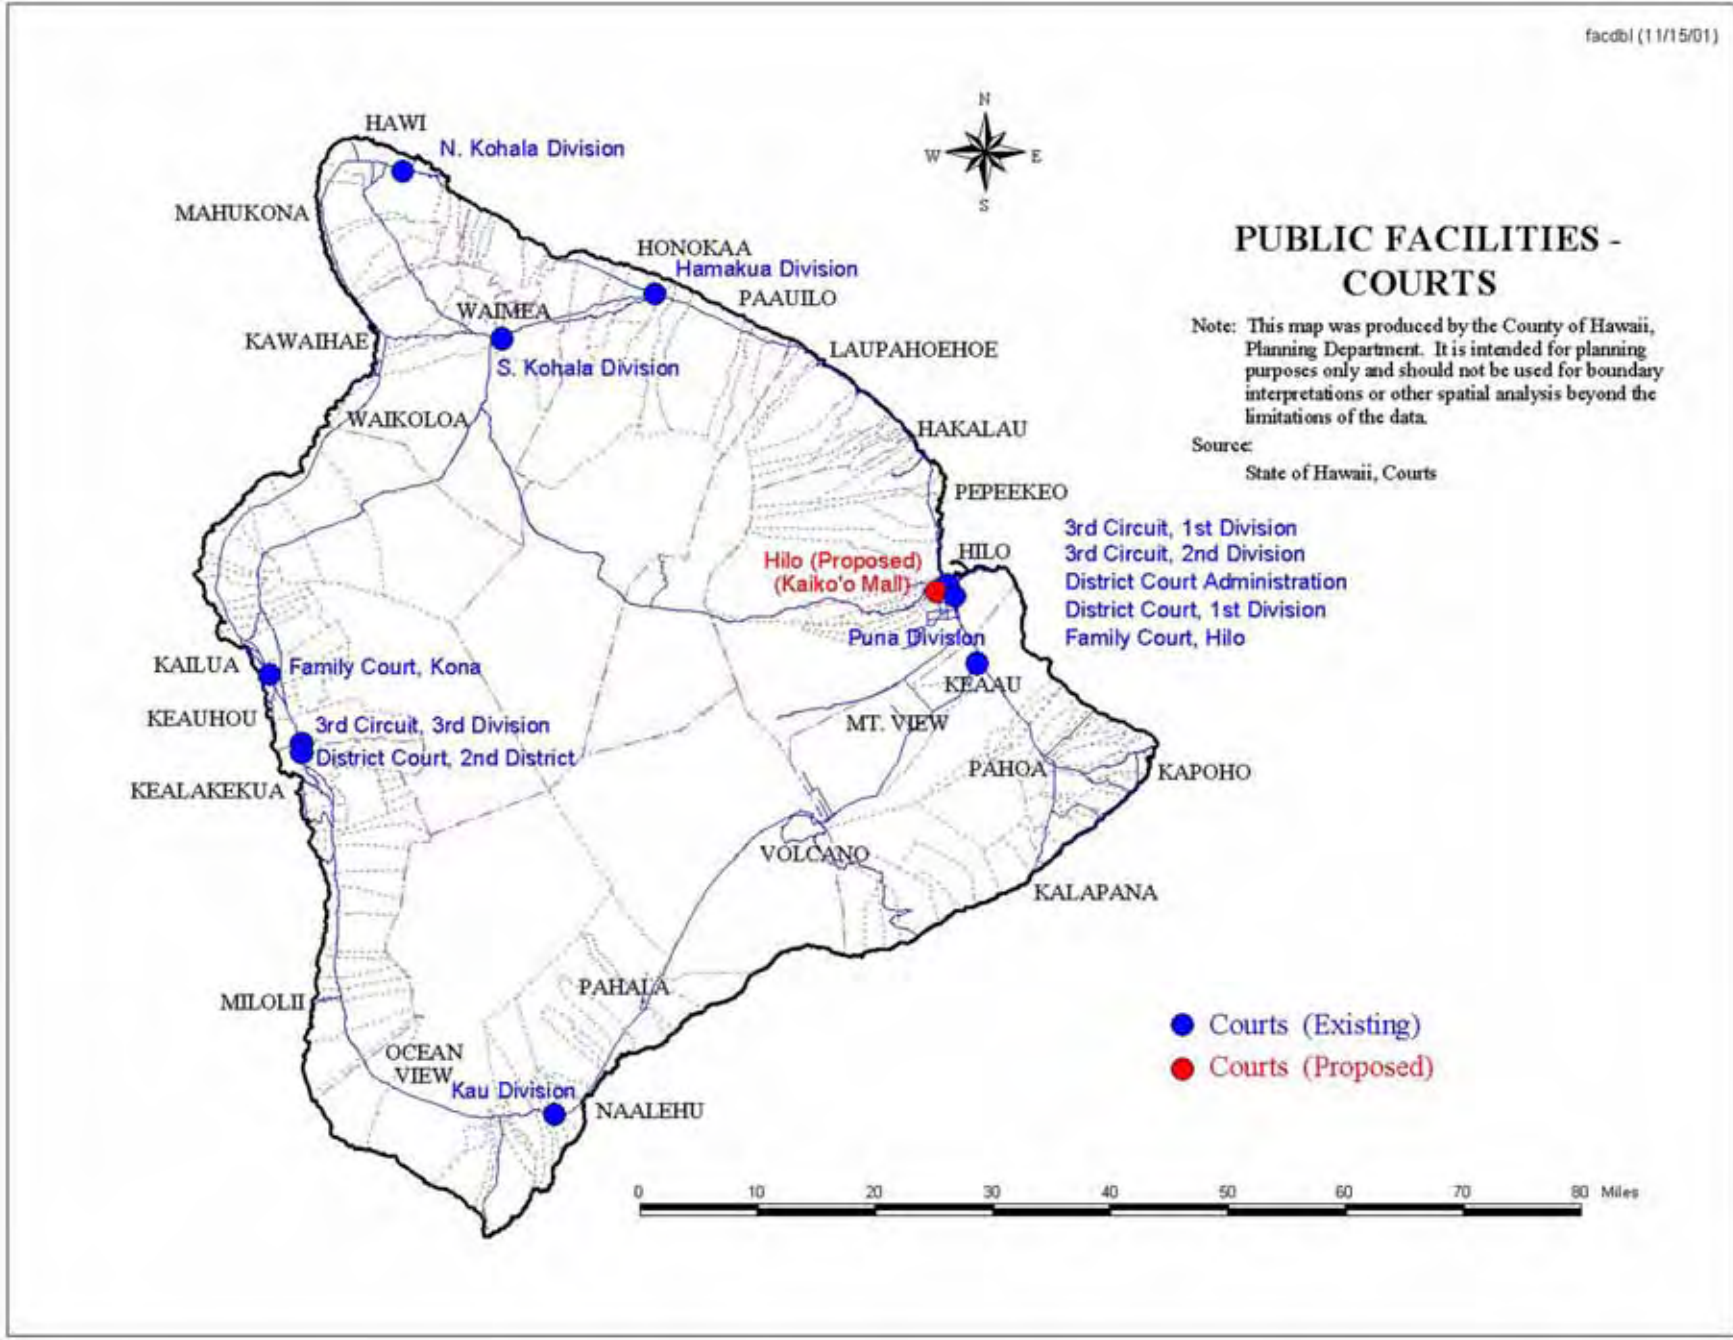 facdbl (11/15/01)
N
W E
S
HAWI
N. Kohala Division
MAHUKONA
HONOKAA
Hamakua Division
PAAUILO
WAIMEA
KAWAIHAE
S. Kohala Division
LAUPAHOEHOE
WAIKOLOA
HAKALAU
PEPEEKEO
PUBLIC FACILITIES -
COURTS
Note: This map was produced by the County of Hawaii,
Planning Department. It is intended for planning
purposes only and should not be used for boundary
interpretations or other spatial analysis beyond the
limitations of the data.
Source:
State of Hawaii, Courts
3rd Circuit, 1st Division
3rd Circuit, 2nd Division
District Court Administration
District Court, 1st Division
Family Court, Hilo
HILO
Hilo (Proposed)
(Kaiko'o Mall)
Puna Division
KEAAU
KAILUA
Family Court, Kona
KEAUHOU
3rd Circuit, 3rd Division
District Court, 2nd District
KEALAKEKUA
MT. VIEW
PAHOA
KAPOHO
VOLCANO
KALAPANA
PAHALA
MILOLII
OCEAN
VIEW
Kau Division
NAALEHU
Courts (Existing)
Courts (Proposed)
0 10 20 30 40 50 60 70 80 Miles